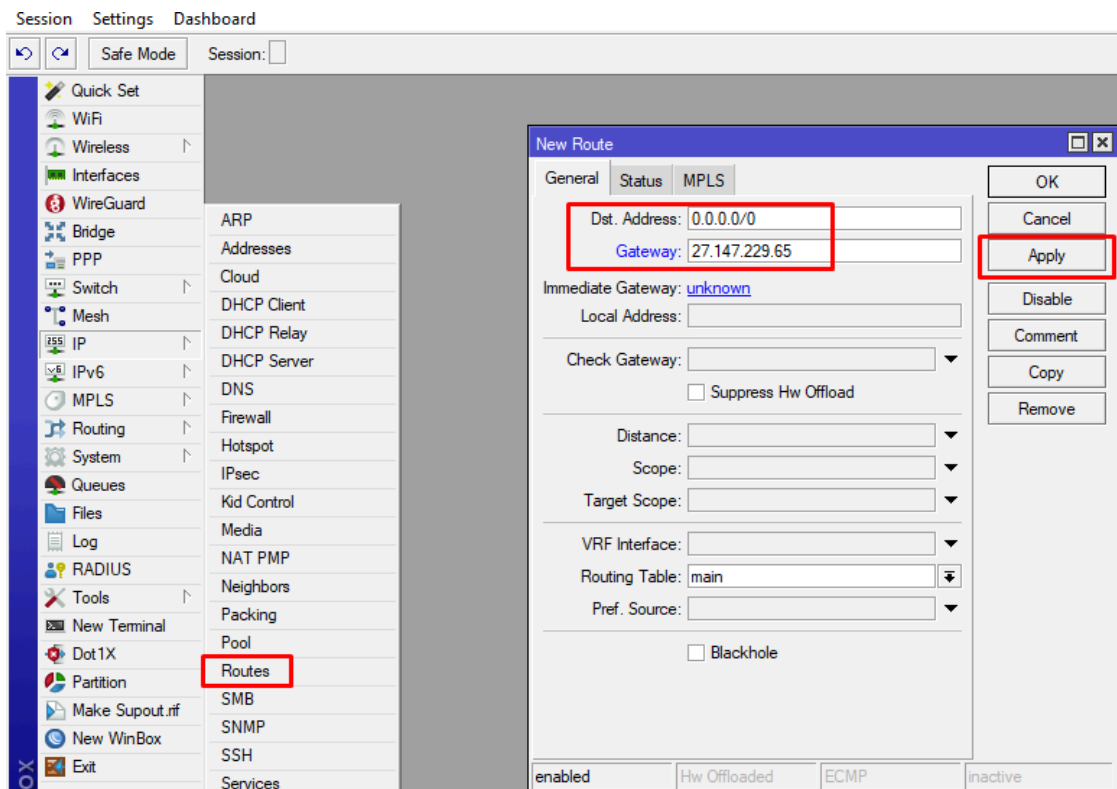 Session Settings Dashboard
Safe Mode Session:
Quick Set
WiFi
Wireless
Interfaces
WireGuard
Bridge
PPP
Switch
Mesh
IP
IPv6
MPLS
Routing
System
Queues
Files
Log
RADIUS
Tools
New Terminal
Dot1X
Partition
Make Supout.rif
New WinBox
Exit
ARP
Addresses
Cloud
DHCP Client
DHCP Relay
DHCP Server
DNS
Firewall
Hotspot
IPsec
Kid Control
Media
NAT PMP
Neighbors
Packing
Pool
Routes
SMB
SNMP
SSH
Services
New Route
General Status MPLS
Dst. Address: 0.0.0.0/0
Gateway: 27.147.229.65
Immediate Gateway: unknown
Local Address:
Check Gateway:
Suppress Hw Offload
Distance:
Scope:
Target Scope:
VRF Interface:
Routing Table: main
Pref. Source:
Blackhole
OK
Cancel
Apply
Disable
Comment
Copy
Remove
enabled Hw Offloaded ECMP inactive